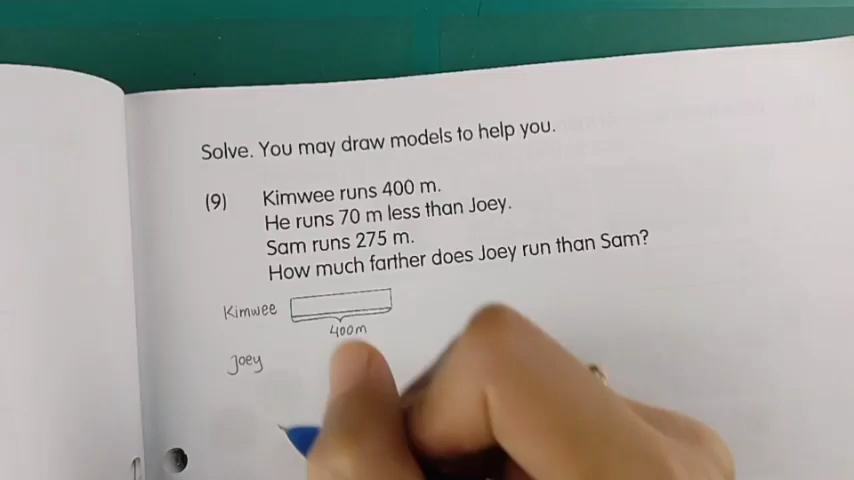 Solve. You may draw models to help you.
(9) Kimwee runs 400 m.
He runs 70 m less than Joey.
Sam runs 275 m.
How much farther does Joey run than Sam?
Kimwee
400m
Joey